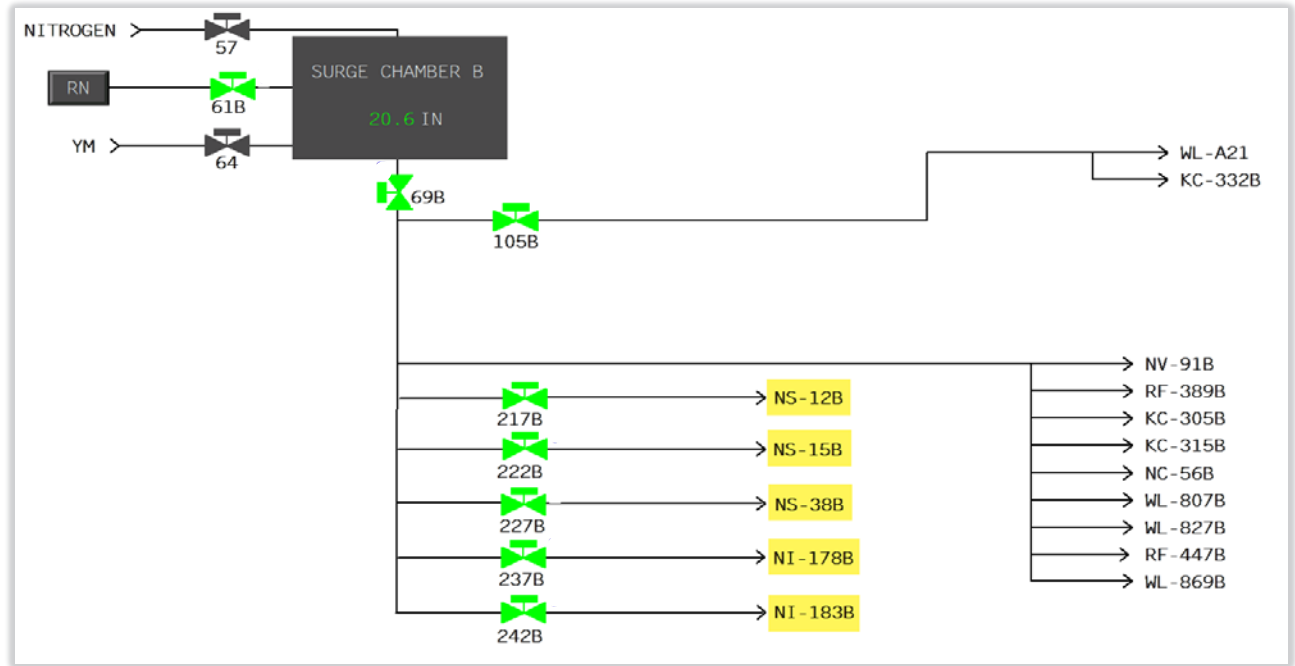 NITROGEN
57
SURGE CHAMBER B
RN
61B
20.6 IN
YM
64
69B
105B
WL-A21
KC-332B
NV-91B
RF-389B
KC-305B
KC-315B
NC-56B
WL-807B
WL-827B
RF-447B
WL-869B
217B
NS-12B
222B
NS-15B
227B
NS-38B
237B
NI-178B
242B
NI-183B